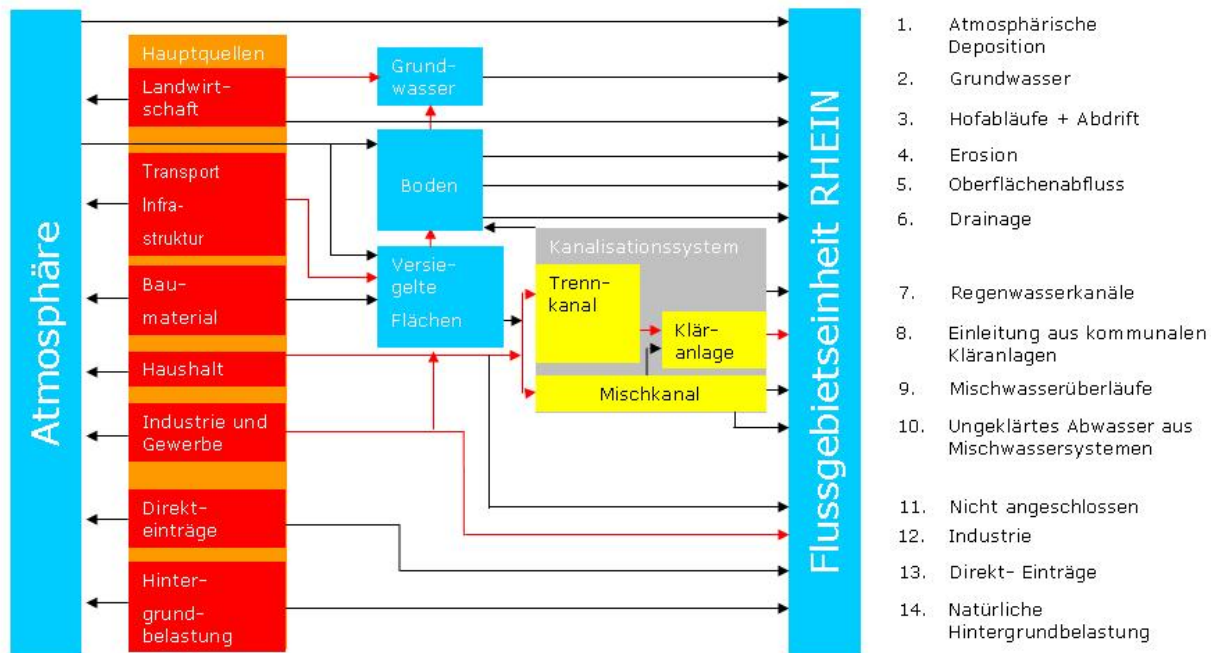 Atmosphäre
Hauptquellen
Landwirt-
schaft
Transport
Infra-
struktur
Bau-
material
Haushalt
Industrie und
Gewerbe
Direkt-
einträge
Hinter-
grund-
belastung
Grund-
wasser
Boden
Versie-
gelte
Flächen
Kanalisationssystem
Trenn-
kanal
Klär-
anlage
Mischkanal
Flussgebietseinheit RHEIN
1. Atmosphärische
Deposition
2. Grundwasser
3. Hofabläufe + Abdrift
4. Erosion
5. Oberflächenabfluss
6. Drainage
7. Regenwasserkanäle
8. Einleitung aus kommunalen
Kläranlagen
9. Mischwasserüberläufe
10. Ungeklärtes Abwasser aus
Mischwassersystemen
11. Nicht angeschlossen
12. Industrie
13. Direkt- Einträge
14. Natürliche
Hintergrundbelastung